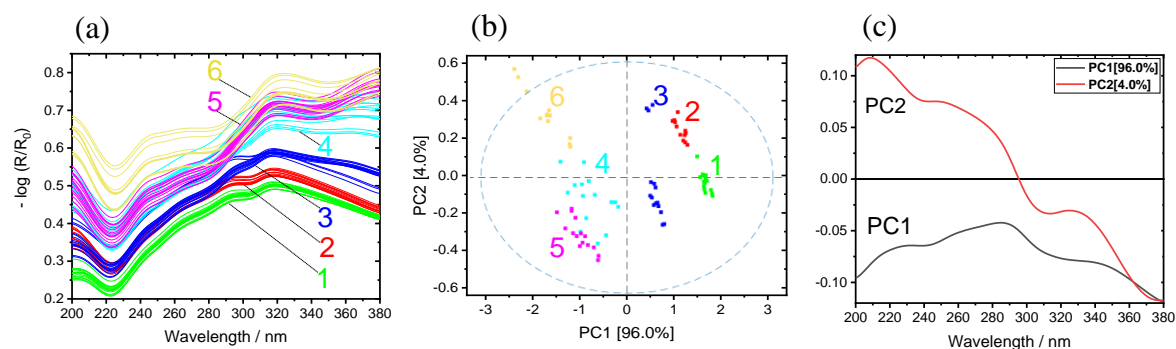 (a)
- log (R/R0)
0.8
0.7
0.6
0.5
0.4
0.3
0.2
6
5
4
3
2
1
200 220 240 260 280 300 320 340 360 380
Wavelength / nm
(b)
PC2 [4.0%]
0.6
0.4
0.2
0.0
-0.2
-0.4
-0.6
6
3
2
1
4
5
-3 -2 -1 0 1 2 3
PC1 [96.0%]
(c)
0.10
0.05
0.00
-0.05
-0.10
PC1[96.0%]
PC2[4.0%]
PC2
PC1
200 220 240 260 280 300 320 340 360 380
Wavelength / nm